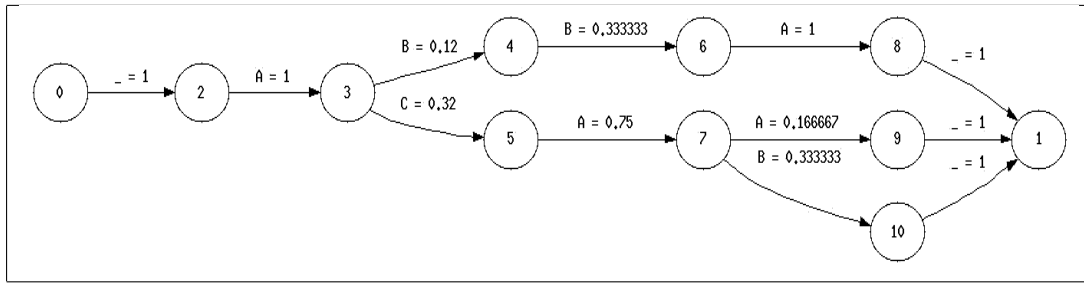 0
_ = 1
2
A = 1
3
B = 0.12
4
B = 0.333333
6
A = 1
8
_ = 1
C = 0.32
5
A = 0.75
7
A = 0.166667
9
_ = 1
1
B = 0.333333
10
_ = 1